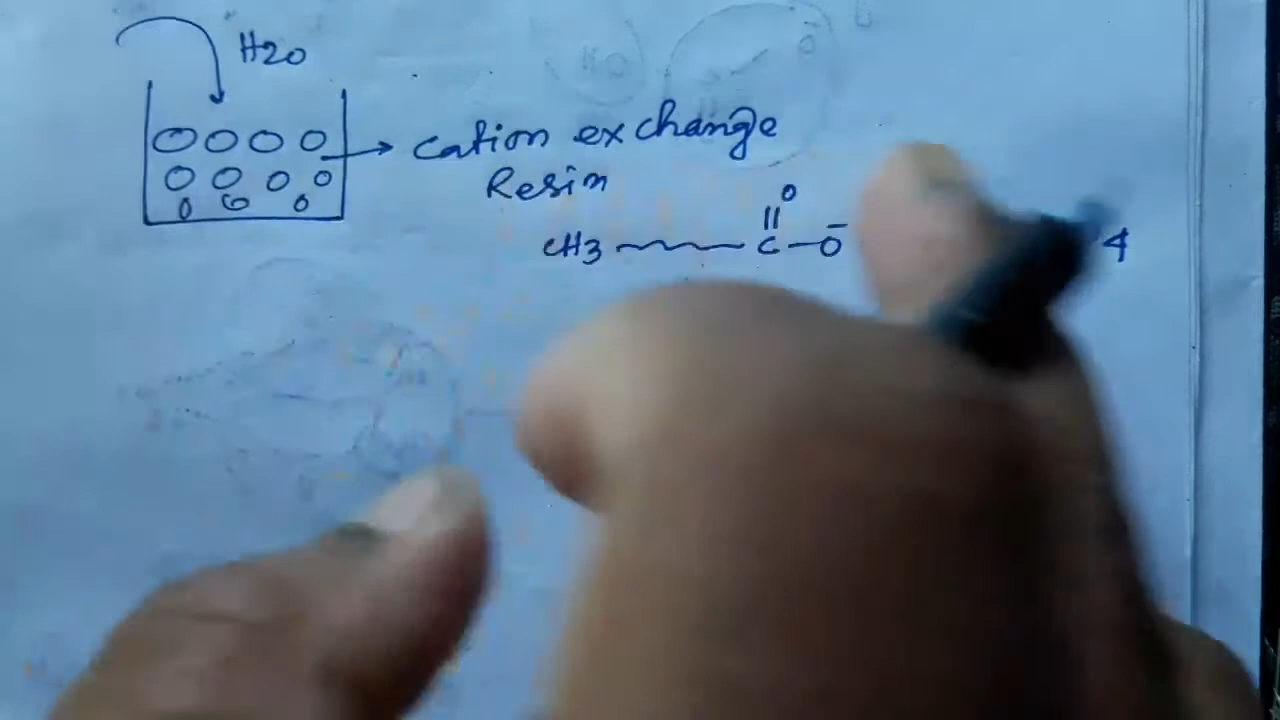 H2O
cation exchange
Resin
O
||
CH3 C-O⁻ 4